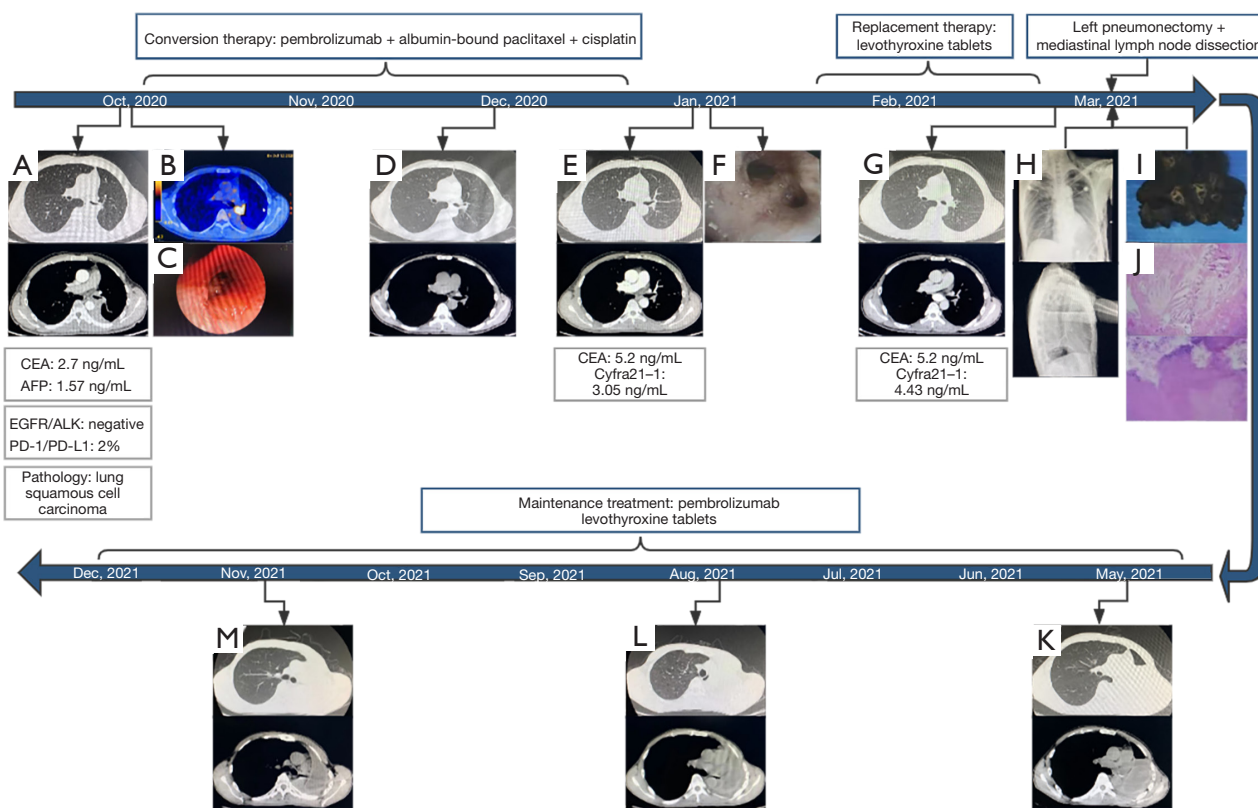 Conversion therapy: pembrolizumab + albumin-bound paclitaxel + cisplatin
Replacement therapy:
levothyroxine tablets
Left pneumonectomy +
mediastinal lymph node dissection
Oct, 2020
Nov, 2020
Dec, 2020
Jan, 2021
Feb, 2021
Mar, 2021
A
B
C
D
E
F
G
H
I
J
CEA: 2.7 ng/mL
AFP: 1.57 ng/mL
EGFR/ALK: negative
PD-1/PD-L1: 2%
Pathology: lung
squamous cell
carcinoma
CEA: 5.2 ng/mL
Cyfra21–1:
3.05 ng/mL
CEA: 5.2 ng/mL
Cyfra21–1:
4.43 ng/mL
Maintenance treatment: pembrolizumab
levothyroxine tablets
Dec, 2021
Nov, 2021
Oct, 2021
Sep, 2021
Aug, 2021
Jul, 2021
Jun, 2021
May, 2021
M
L
K